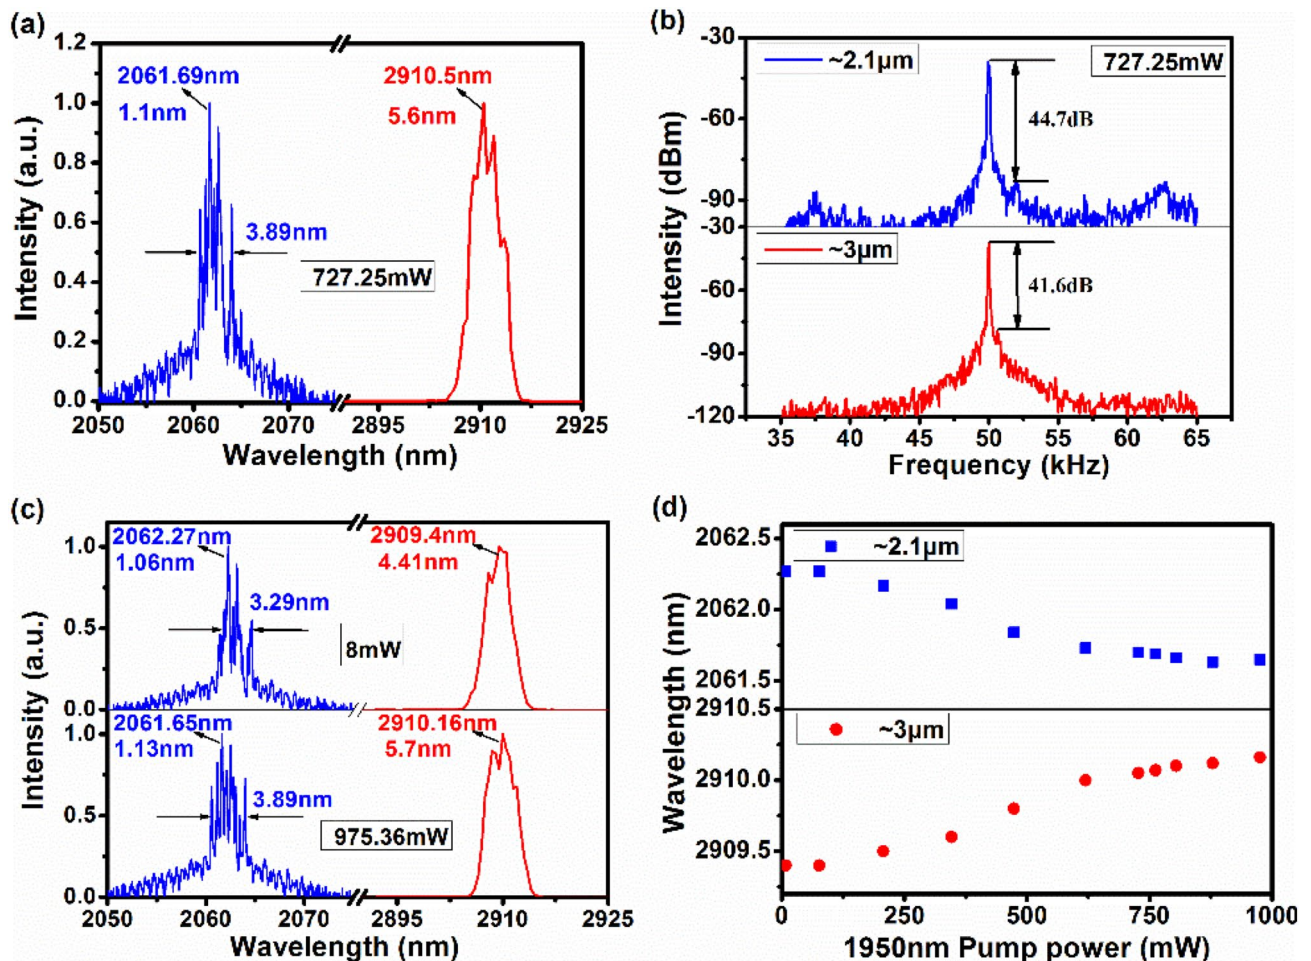 (a)
1.2
1.0
0.8
0.6
0.4
0.2
0.0
Intensity (a.u.)
2061.69nm
1.1nm
2910.5nm
5.6nm
3.89nm
727.25mW
2050 2060 2070 2895 2910 2925
Wavelength (nm)
(b)
-30
-60
-90
-30
-60
-90
-120
Intensity (dBm)
~2.1μm
727.25mW
44.7dB
~3μm
41.6dB
35 40 45 50 55 60 65
Frequency (kHz)
(c)
1.0
0.5
0.0
1.0
0.5
0.0
Intensity (a.u.)
2062.27nm
1.06nm
2909.4nm
4.41nm
3.29nm
8mW
2061.65nm
1.13nm
2910.16nm
5.7nm
3.89nm
975.36mW
2050 2060 2070 2895 2910 2925
Wavelength (nm)
(d)
2062.5
2062.0
2061.5
2910.5
2910.0
2909.5
Wavelength (nm)
~2.1μm
~3μm
0 250 500 750 1000
1950nm Pump power (mW)